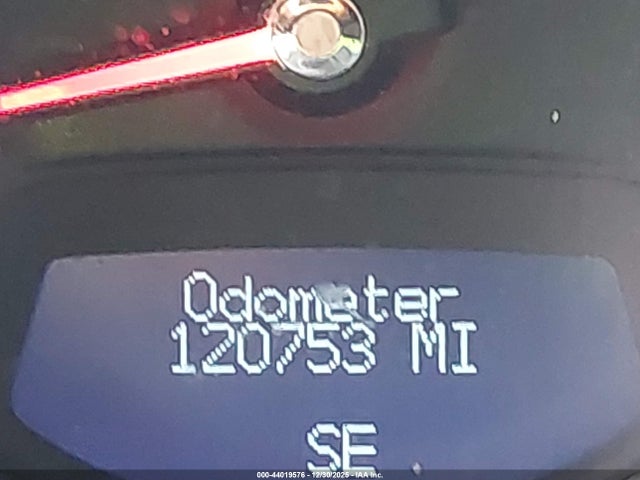 Odometer
120753 MI
SE
000-44019576 - 12/30/2025 - IAA Inc.